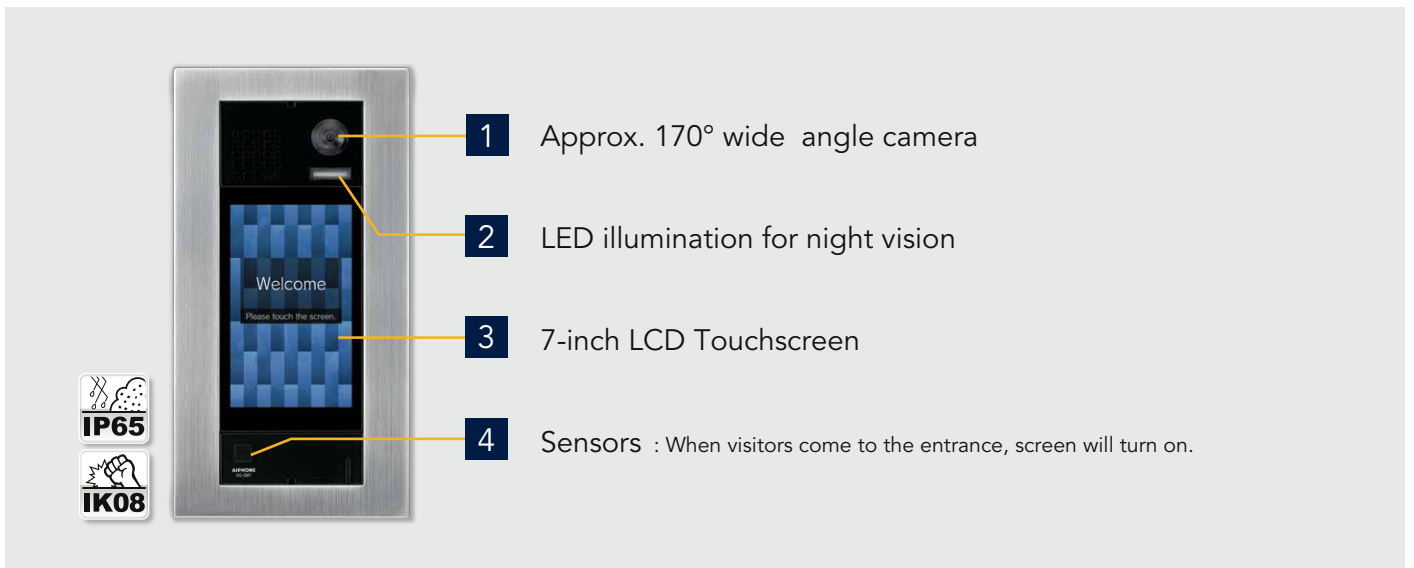 1 Approx. 170° wide angle camera
2 LED illumination for night vision
Welcome
Please touch the screen.
3 7-inch LCD Touchscreen
IP65
4 Sensors : When visitors come to the entrance, screen will turn on.
AIPHONE
IK08